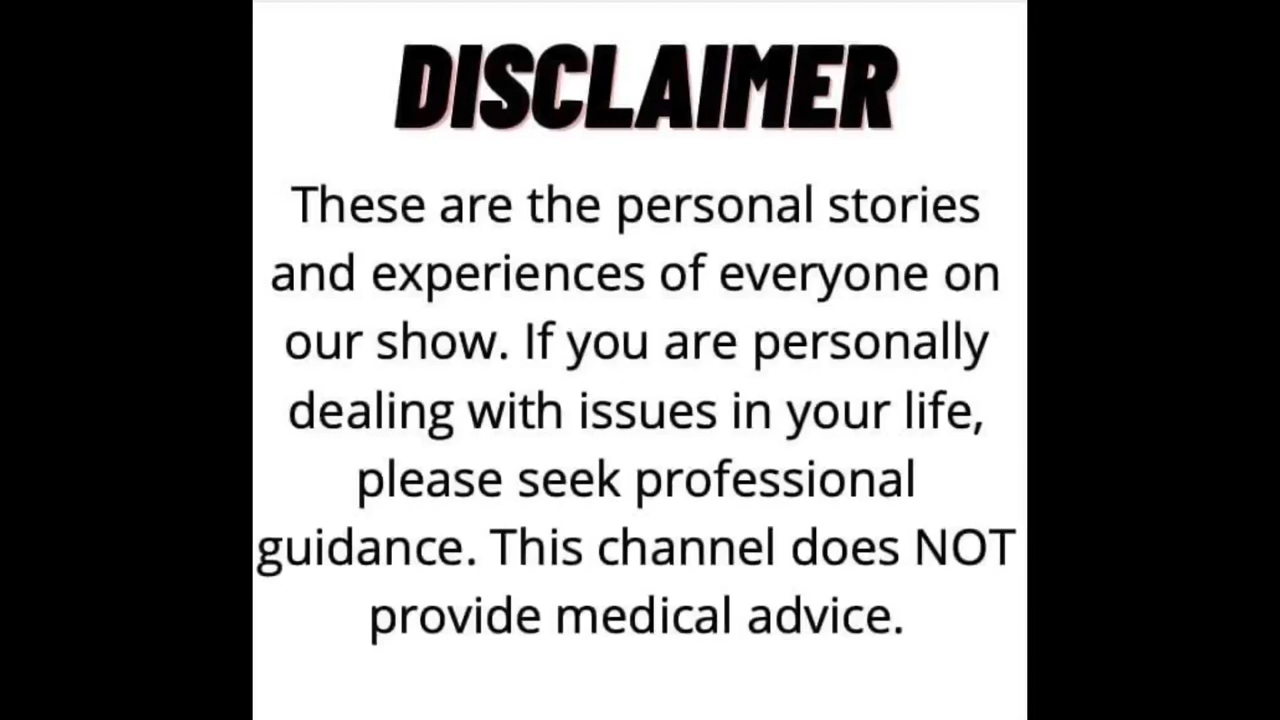 DISCLAIMER
These are the personal stories
and experiences of everyone on
our show. If you are personally
dealing with issues in your life,
please seek professional
guidance. This channel does NOT
provide medical advice.